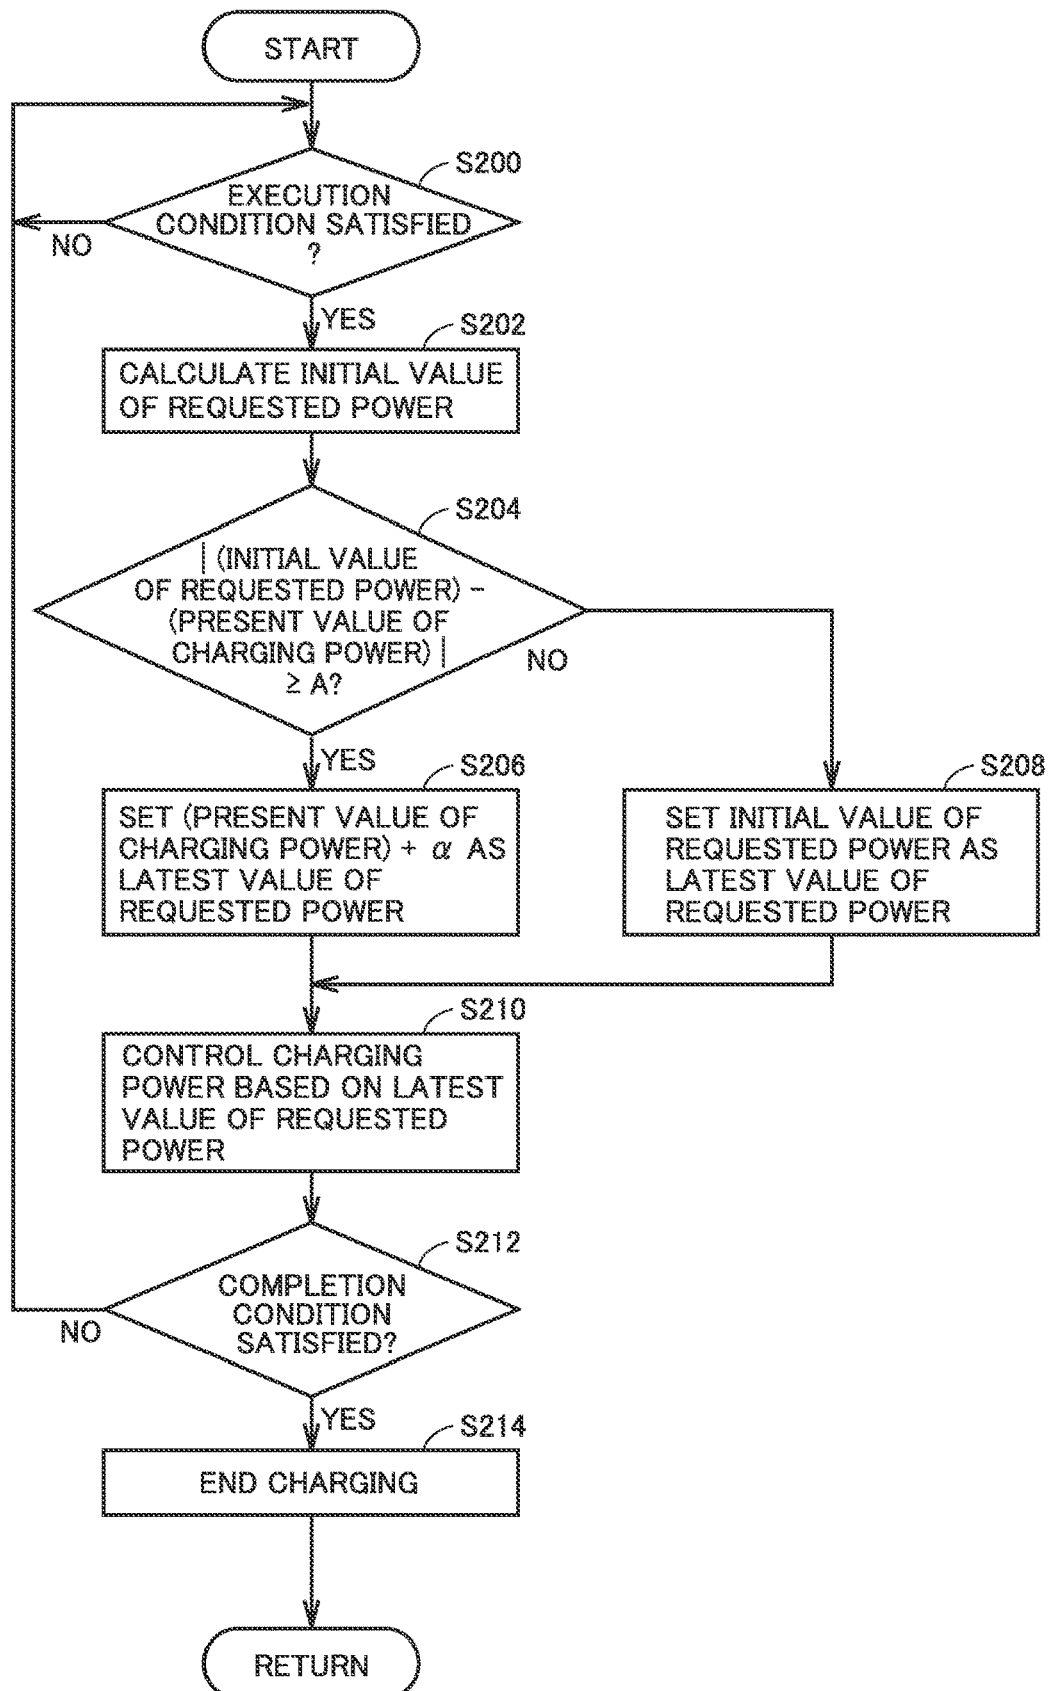 START
S200
EXECUTION
CONDITION SATISFIED
?
NO
YES
S202
CALCULATE INITIAL VALUE
OF REQUESTED POWER
S204
| (INITIAL VALUE
OF REQUESTED POWER) −
(PRESENT VALUE OF
CHARGING POWER) |
≥ A?
NO
YES
S206
SET (PRESENT VALUE OF
CHARGING POWER) + α AS
LATEST VALUE OF
REQUESTED POWER
S208
SET INITIAL VALUE OF
REQUESTED POWER AS
LATEST VALUE OF
REQUESTED POWER
S210
CONTROL CHARGING
POWER BASED ON LATEST
VALUE OF REQUESTED
POWER
S212
COMPLETION
CONDITION
SATISFIED?
NO
YES
S214
END CHARGING
RETURN